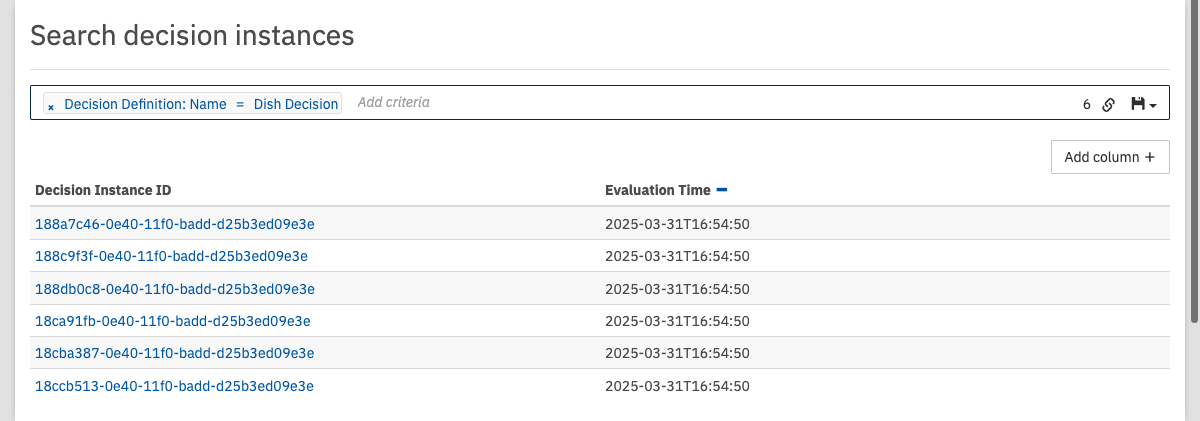 Search decision instances
× Decision Definition: Name = Dish Decision Add criteria 6
Add column +
Decision Instance ID Evaluation Time
188a7c46-0e40-11f0-badd-d25b3ed09e3e 2025-03-31T16:54:50
188c9f3f-0e40-11f0-badd-d25b3ed09e3e 2025-03-31T16:54:50
188db0c8-0e40-11f0-badd-d25b3ed09e3e 2025-03-31T16:54:50
18ca91fb-0e40-11f0-badd-d25b3ed09e3e 2025-03-31T16:54:50
18cba387-0e40-11f0-badd-d25b3ed09e3e 2025-03-31T16:54:50
18ccb513-0e40-11f0-badd-d25b3ed09e3e 2025-03-31T16:54:50